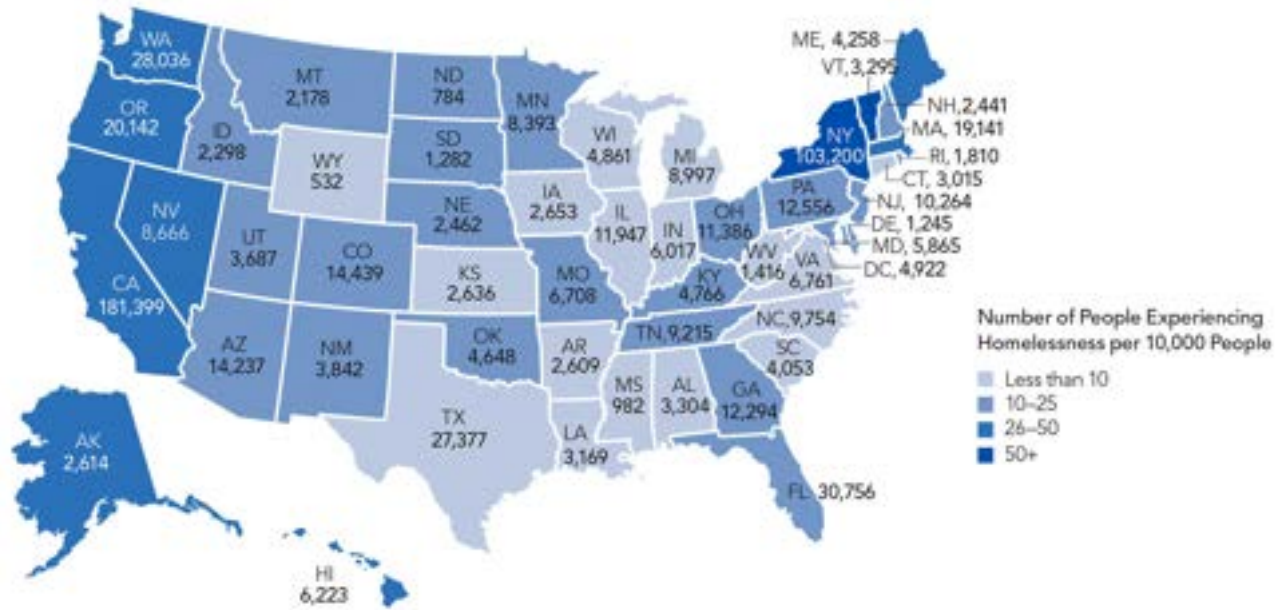 WA
28,036
OR
20,142
CA
181,399
NV
8,666
ID
2,298
MT
2,178
WY
532
UT
3,687
AZ
14,237
CO
14,439
NM
3,842
ND
784
SD
1,282
NE
2,462
KS
2,636
OK
4,648
TX
27,377
MN
8,393
IA
2,653
MO
6,708
AR
2,609
LA
3,169
WI
4,861
IL
11,947
MI
8,997
IN
6,017
OH
11,386
KY
4,766
TN, 9,215
MS
982
AL
3,304
GA
12,294
FL 30,756
SC
4,053
NC, 9,754
VA
6,761
WV
1,416
PA
12,556
NY
103,200
ME, 4,258
VT, 3,295
NH, 2,441
MA, 19,141
RI, 1,810
CT, 3,015
NJ, 10,264
DE, 1,245
MD, 5,865
DC, 4,922
AK
2,614
HI
6,223
Number of People Experiencing
Homelessness per 10,000 People
Less than 10
10–25
26–50
50+